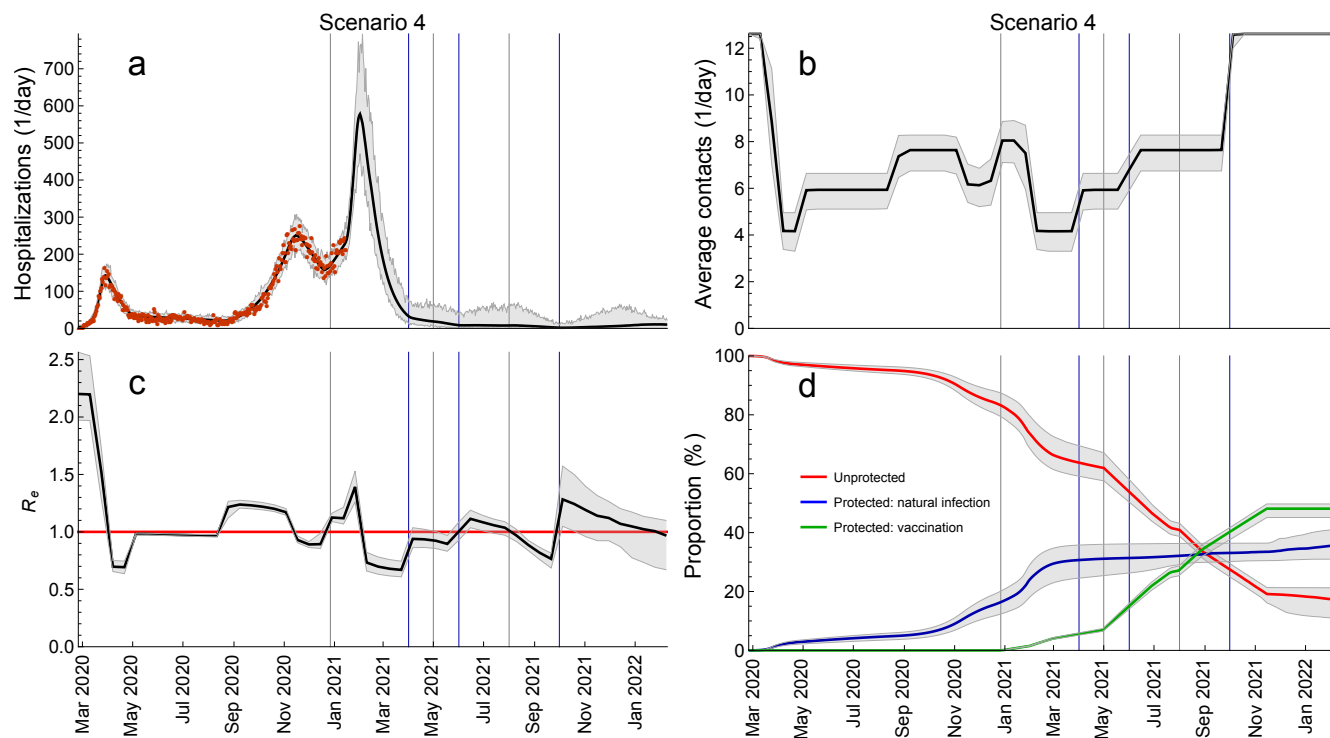 Scenario 4
a
Hospitalizations (1/day)
700
600
500
400
300
200
100
0
Scenario 4
b
Average contacts (1/day)
12
10
8
6
4
2
0
c
Re
2.5
2.0
1.5
1.0
0.5
0.0
Mar 2020
May 2020
Jul 2020
Sep 2020
Nov 2020
Jan 2021
Mar 2021
May 2021
Jul 2021
Sep 2021
Nov 2021
Jan 2022
d
Proportion (%)
100
80
60
40
20
0
Unprotected
Protected: natural infection
Protected: vaccination
Mar 2020
May 2020
Jul 2020
Sep 2020
Nov 2020
Jan 2021
Mar 2021
May 2021
Jul 2021
Sep 2021
Nov 2021
Jan 2022